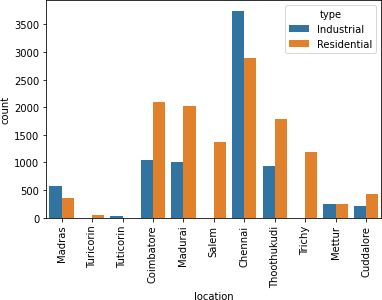 type
Industrial
Residential
3500
3000
2500
2000
1500
1000
500
0
count
Madras
Turicorin
Tuticorin
Coimbatore
Madurai
Salem
Chennai
Thoothukudi
Trichy
Mettur
Cuddalore
location